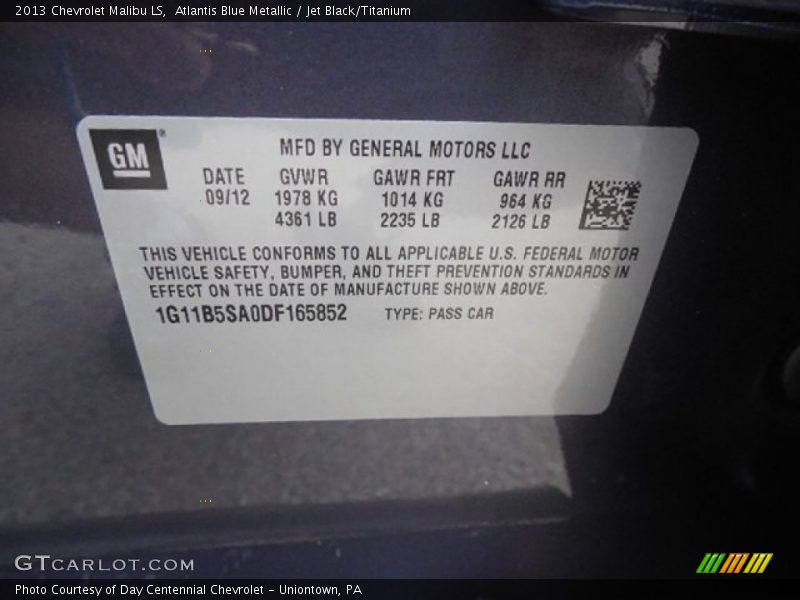 2013 Chevrolet Malibu LS, Atlantis Blue Metallic / Jet Black/Titanium
GM®
MFD BY GENERAL MOTORS LLC
DATE GVWR GAWR FRT GAWR RR
09/12 1978 KG 1014 KG 964 KG
4361 LB 2235 LB 2126 LB
THIS VEHICLE CONFORMS TO ALL APPLICABLE U.S. FEDERAL MOTOR
VEHICLE SAFETY, BUMPER, AND THEFT PREVENTION STANDARDS IN
EFFECT ON THE DATE OF MANUFACTURE SHOWN ABOVE.
1G11B5SA0DF165852 TYPE: PASS CAR
GTCARLOT.COM
Photo Courtesy of Day Centennial Chevrolet - Uniontown, PA